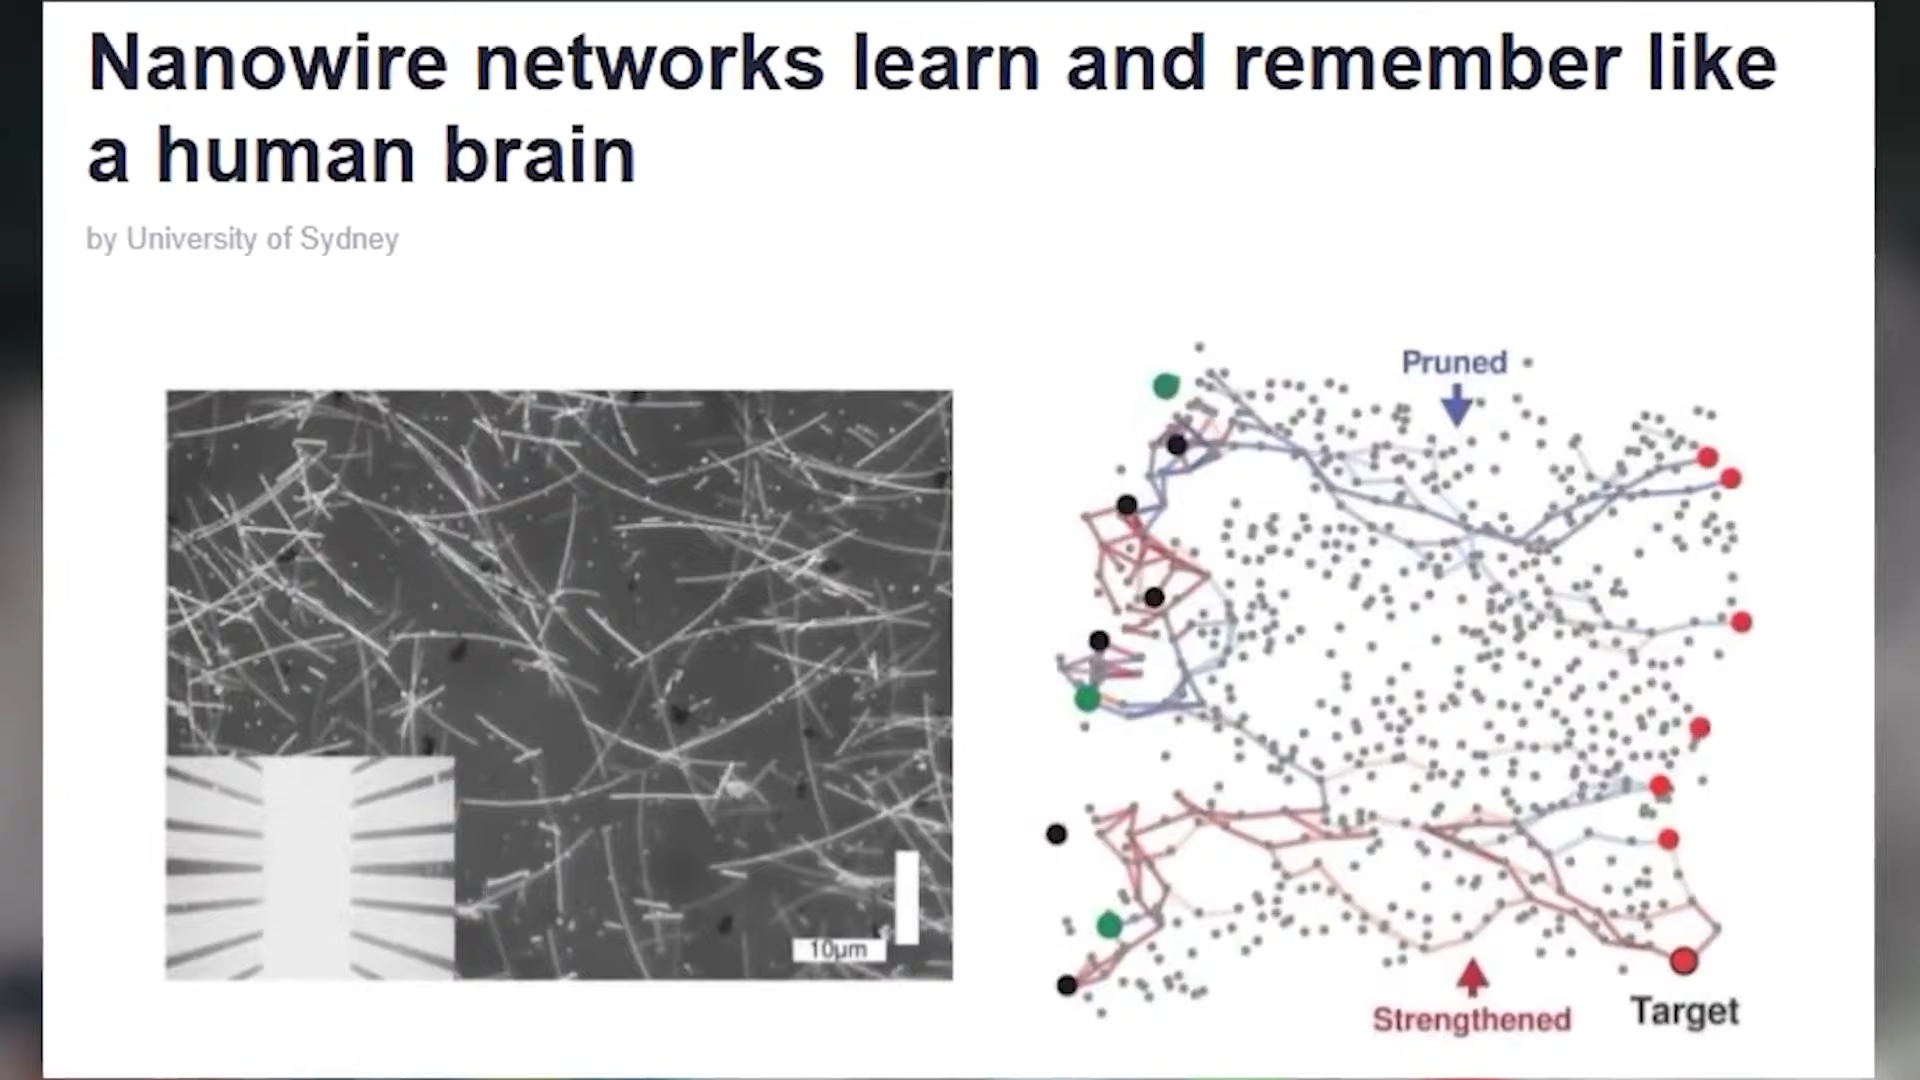 Nanowire networks learn and remember like
a human brain
by University of Sydney
Pruned
10µm
Strengthened
Target